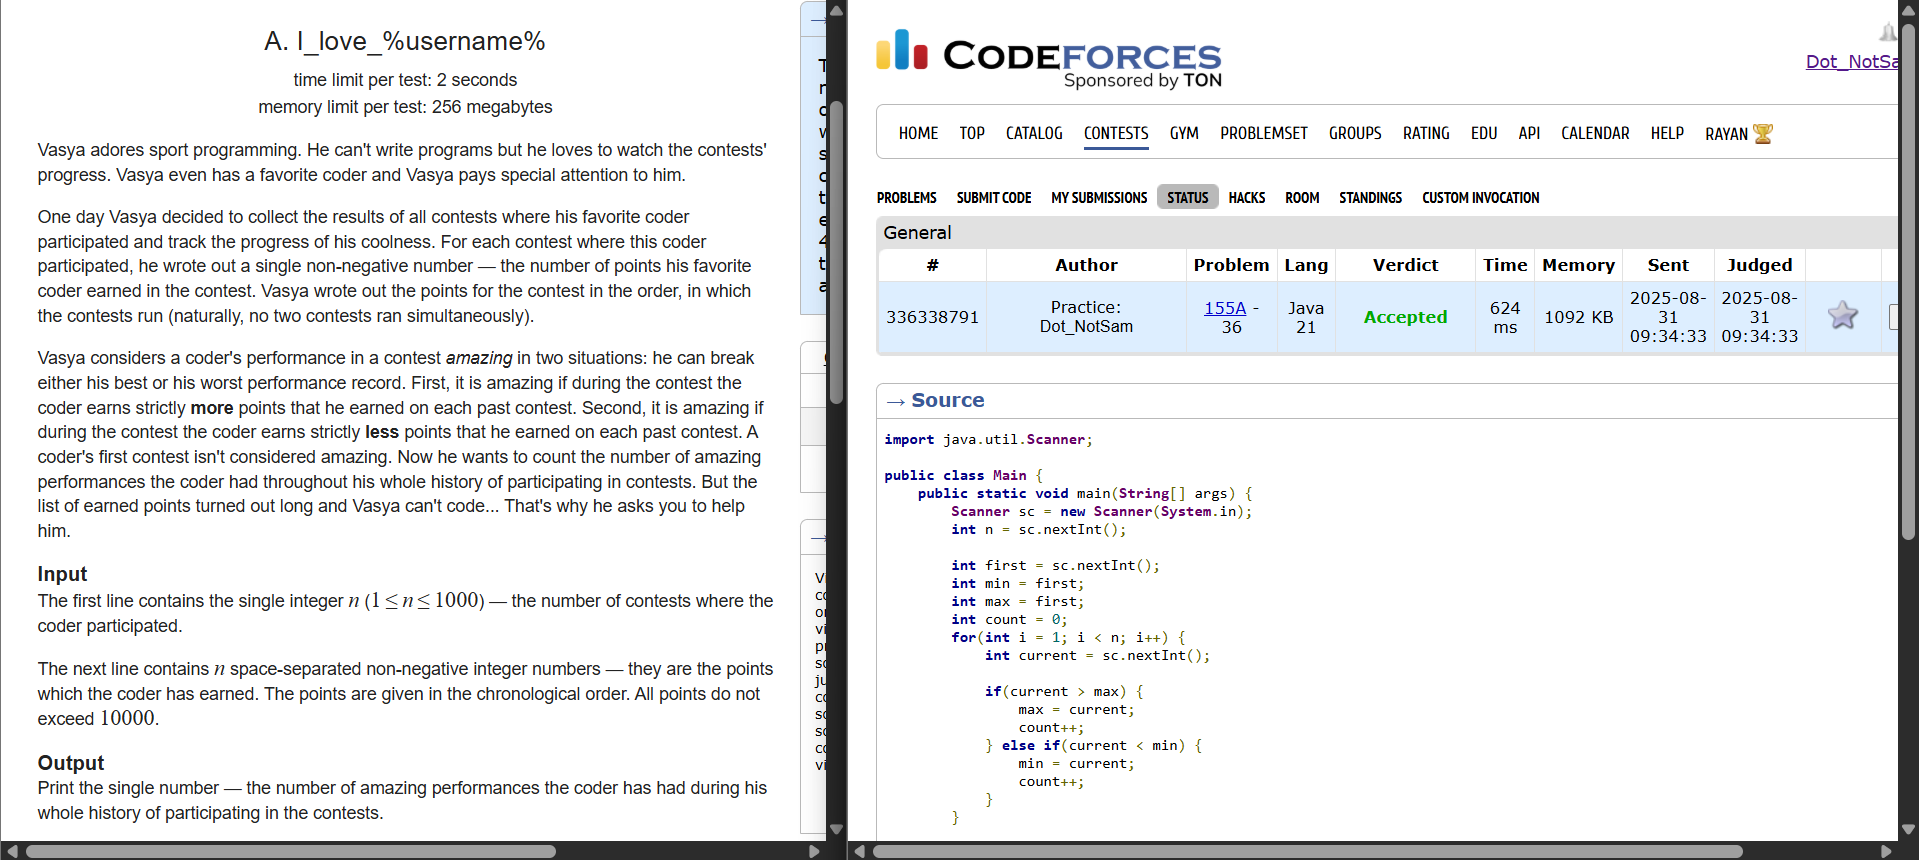 A. I_love_%username%
time limit per test: 2 seconds
memory limit per test: 256 megabytes
Vasya adores sport programming. He can't write programs but he loves to watch the contests'
progress. Vasya even has a favorite coder and Vasya pays special attention to him.
One day Vasya decided to collect the results of all contests where his favorite coder
participated and track the progress of his coolness. For each contest where this coder
participated, he wrote out a single non-negative number — the number of points his favorite
coder earned in the contest. Vasya wrote out the points for the contest in the order, in which
the contests run (naturally, no two contests ran simultaneously).
Vasya considers a coder's performance in a contest amazing in two situations: he can break
either his best or his worst performance record. First, it is amazing if during the contest the
coder earns strictly more points that he earned on each past contest. Second, it is amazing if
during the contest the coder earns strictly less points that he earned on each past contest. A
coder's first contest isn't considered amazing. Now he wants to count the number of amazing
performances the coder had throughout his whole history of participating in contests. But the
list of earned points turned out long and Vasya can't code... That's why he asks you to help
him.
Input
The first line contains the single integer n (1 ≤ n ≤ 1000) — the number of contests where the
coder participated.
The next line contains n space-separated non-negative integer numbers — they are the points
which the coder has earned. The points are given in the chronological order. All points do not
exceed 10000.
Output
Print the single number — the number of amazing performances the coder has had during his
whole history of participating in the contests.
CODEFORCES
Sponsored by TON
Dot_NotSa
HOME TOP CATALOG CONTESTS GYM PROBLEMSET GROUPS RATING EDU API CALENDAR HELP RAYAN
PROBLEMS SUBMIT CODE MY SUBMISSIONS STATUS HACKS ROOM STANDINGS CUSTOM INVOCATION
General
# Author Problem Lang Verdict Time Memory Sent Judged
336338791 Practice: Dot_NotSam 155A - 36 Java 21 Accepted 624 ms 1092 KB 2025-08-31 09:34:33 2025-08-31 09:34:33
→ Source
import java.util.Scanner;
public class Main {
public static void main(String[] args) {
Scanner sc = new Scanner(System.in);
int n = sc.nextInt();
int first = sc.nextInt();
int min = first;
int max = first;
int count = 0;
for(int i = 1; i < n; i++) {
int current = sc.nextInt();
if(current > max) {
max = current;
count++;
} else if(current < min) {
min = current;
count++;
}
}